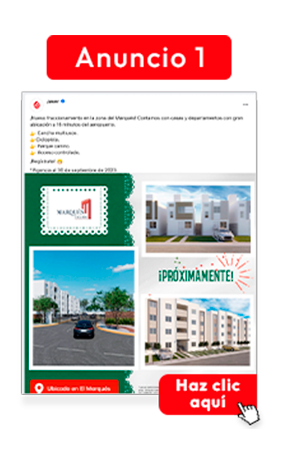 Anuncio 1
¡Nuevo fraccionamiento en la zona del Marqués! Contamos con casas y departamentos con gran
ubicación a 15 minutos del aeropuerto.
Cancha multiusos.
Ciclopista.
Parque canino.
Acceso controlado.
¡Regístrate!
*Vigencia al 30 de septiembre de 2023
MARQUÉS
¡PRÓXIMAMENTE!
Ubicado en El Marqués
Haz clic
aquí